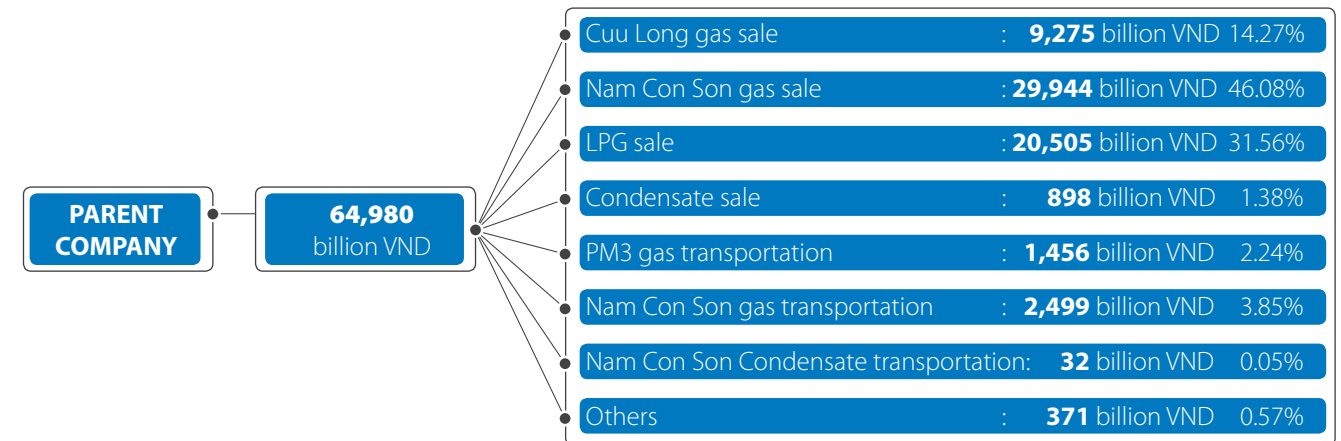 PARENT
COMPANY
64,980
billion VND
Cuu Long gas sale : 9,275 billion VND 14.27%
Nam Con Son gas sale : 29,944 billion VND 46.08%
LPG sale : 20,505 billion VND 31.56%
Condensate sale : 898 billion VND 1.38%
PM3 gas transportation : 1,456 billion VND 2.24%
Nam Con Son gas transportation : 2,499 billion VND 3.85%
Nam Con Son Condensate transportation: 32 billion VND 0.05%
Others : 371 billion VND 0.57%